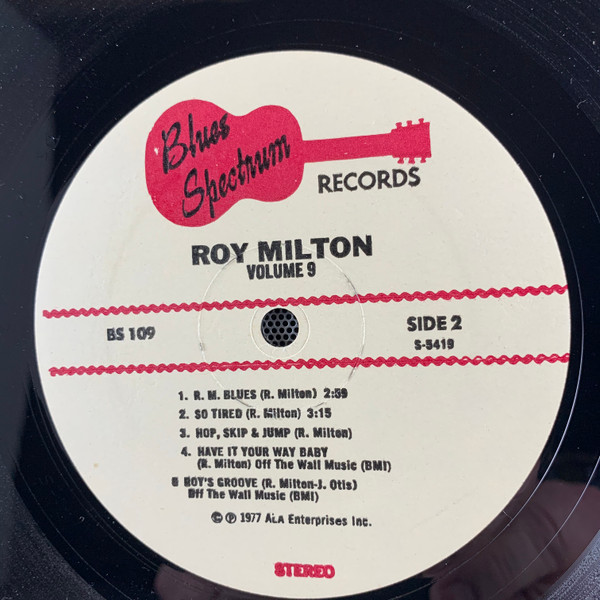 Blues
Spectrum
RECORDS
ROY MILTON
VOLUME 9
BS 109
SIDE 2
S-5419
1. R. M. BLUES (R. Milton) 2:59
2. SO TIRED (R. Milton) 3:15
3. HOP, SKIP & JUMP (R. Milton)
4. HAVE IT YOUR WAY BABY
(R. Milton) Off The Wall Music (BMI)
5 ROY'S GROOVE (R. Milton-J. Otis)
Off The Wall Music (BMI)
© ℗ 1977 ALA Enterprises Inc.
STEREO